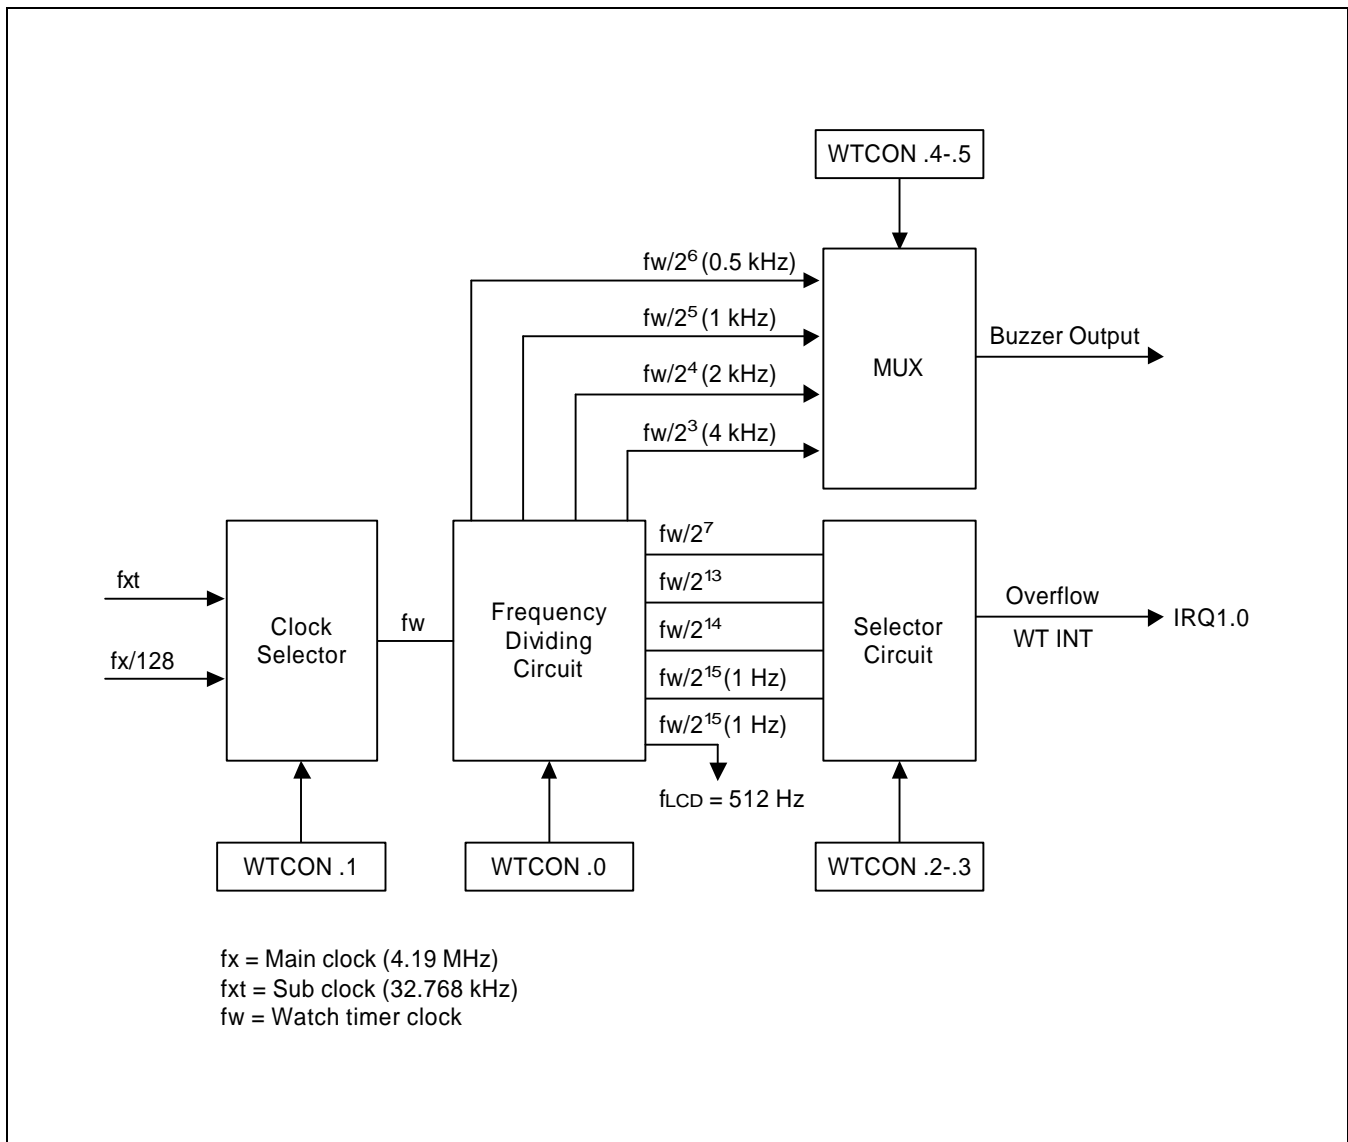 WTCON .4-.5
fw/2⁶ (0.5 kHz)
fw/2⁵ (1 kHz)
fw/2⁴ (2 kHz)
fw/2³ (4 kHz)
MUX
Buzzer Output
fxt
fx/128
Clock
Selector
fw
Frequency
Dividing
Circuit
fw/2⁷
fw/2¹³
fw/2¹⁴
fw/2¹⁵ (1 Hz)
fw/2¹⁵ (1 Hz)
fLCD = 512 Hz
Selector
Circuit
Overflow
WT INT
IRQ1.0
WTCON .1
WTCON .0
WTCON .2-.3
fx = Main clock (4.19 MHz)
fxt = Sub clock (32.768 kHz)
fw = Watch timer clock